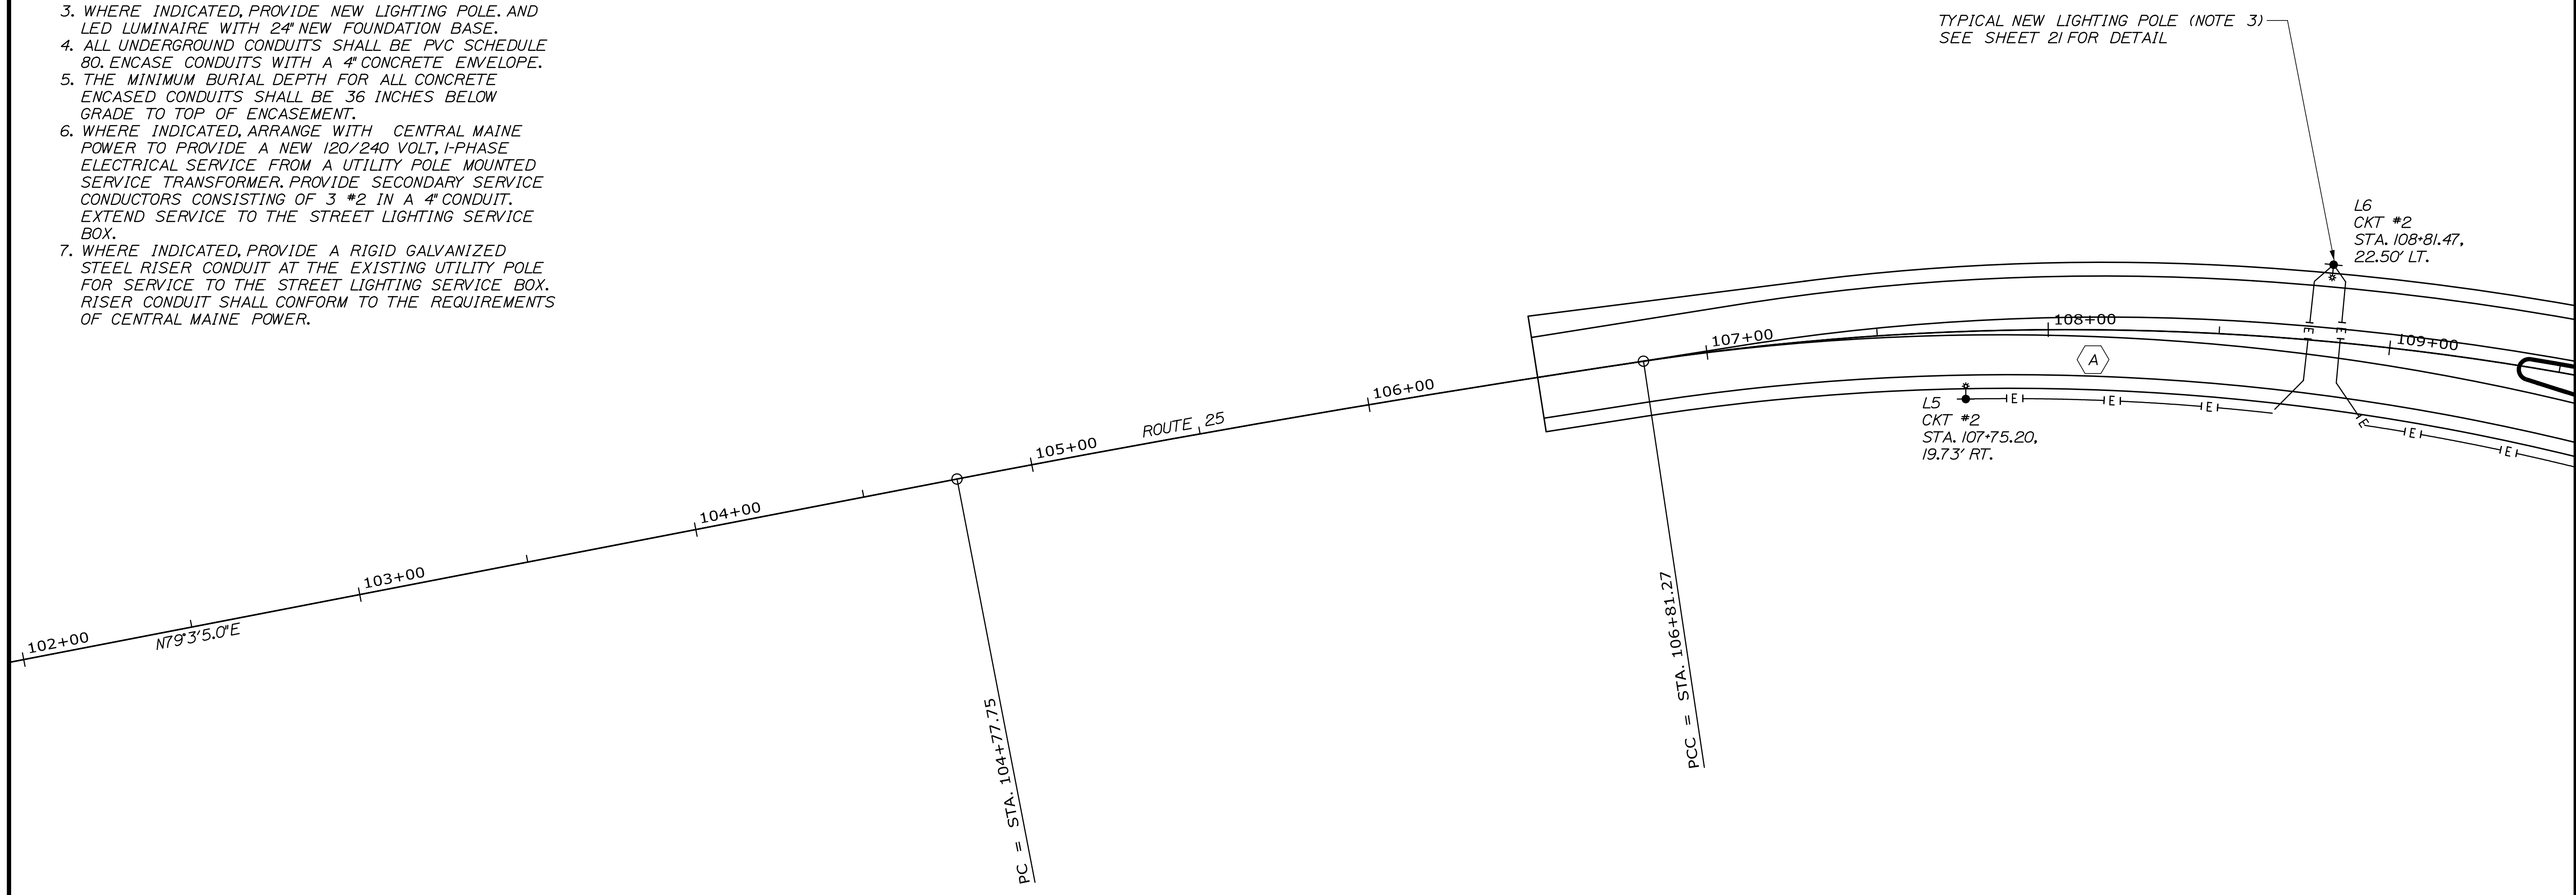 3. WHERE INDICATED, PROVIDE NEW LIGHTING POLE. AND
LED LUMINAIRE WITH 24" NEW FOUNDATION BASE.
4. ALL UNDERGROUND CONDUITS SHALL BE PVC SCHEDULE
80. ENCASE CONDUITS WITH A 4" CONCRETE ENVELOPE.
5. THE MINIMUM BURIAL DEPTH FOR ALL CONCRETE
ENCASED CONDUITS SHALL BE 36 INCHES BELOW
GRADE TO TOP OF ENCASEMENT.
6. WHERE INDICATED, ARRANGE WITH CENTRAL MAINE
POWER TO PROVIDE A NEW 120/240 VOLT, 1-PHASE
ELECTRICAL SERVICE FROM A UTILITY POLE MOUNTED
SERVICE TRANSFORMER. PROVIDE SECONDARY SERVICE
CONDUCTORS CONSISTING OF 3 #2 IN A 4" CONDUIT.
EXTEND SERVICE TO THE STREET LIGHTING SERVICE
BOX.
7. WHERE INDICATED, PROVIDE A RIGID GALVANIZED
STEEL RISER CONDUIT AT THE EXISTING UTILITY POLE
FOR SERVICE TO THE STREET LIGHTING SERVICE BOX.
RISER CONDUIT SHALL CONFORM TO THE REQUIREMENTS
OF CENTRAL MAINE POWER.
TYPICAL NEW LIGHTING POLE (NOTE 3)
SEE SHEET 21 FOR DETAIL
L6
CKT #2
STA. 108+81.47,
22.50' LT.
102+00
N79°3'5.0"E
103+00
104+00
105+00
ROUTE 25
106+00
107+00
108+00
109+00
A
E
E
L5
CKT #2
STA. 107+75.20,
19.73' RT.
E
E
E
E
E
E
PC = STA. 104+77.75
PCC = STA. 106+81.27